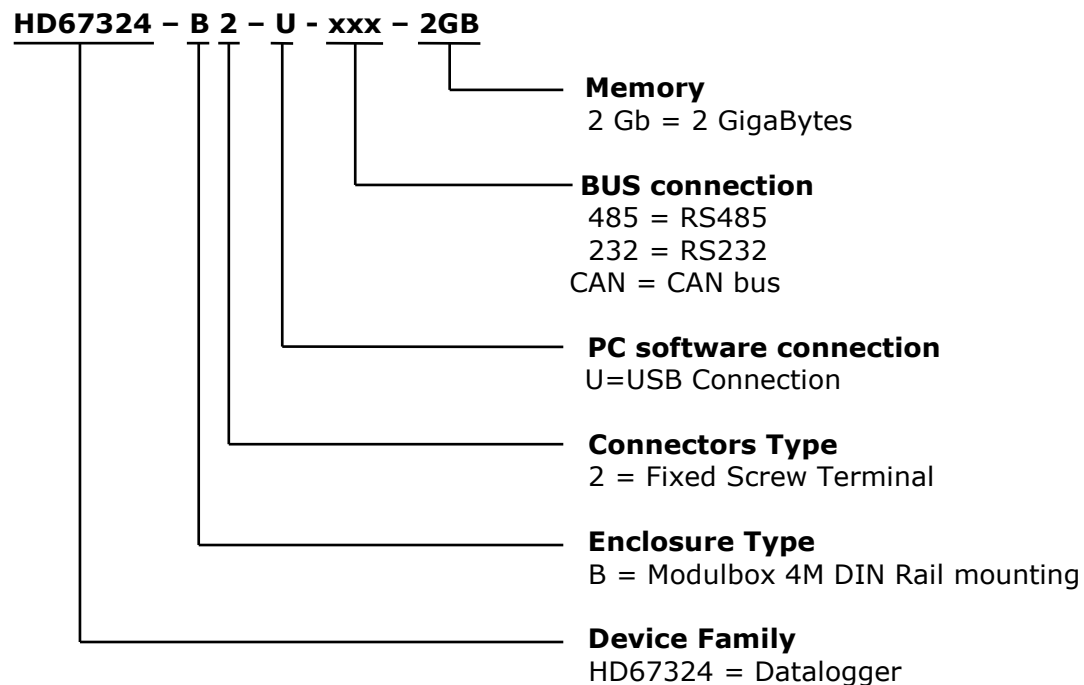 HD67324 – B 2 – U - xxx – 2GB
Memory
2 Gb = 2 GigaBytes
BUS connection
485 = RS485
232 = RS232
CAN = CAN bus
PC software connection
U=USB Connection
Connectors Type
2 = Fixed Screw Terminal
Enclosure Type
B = Modulbox 4M DIN Rail mounting
Device Family
HD67324 = Datalogger